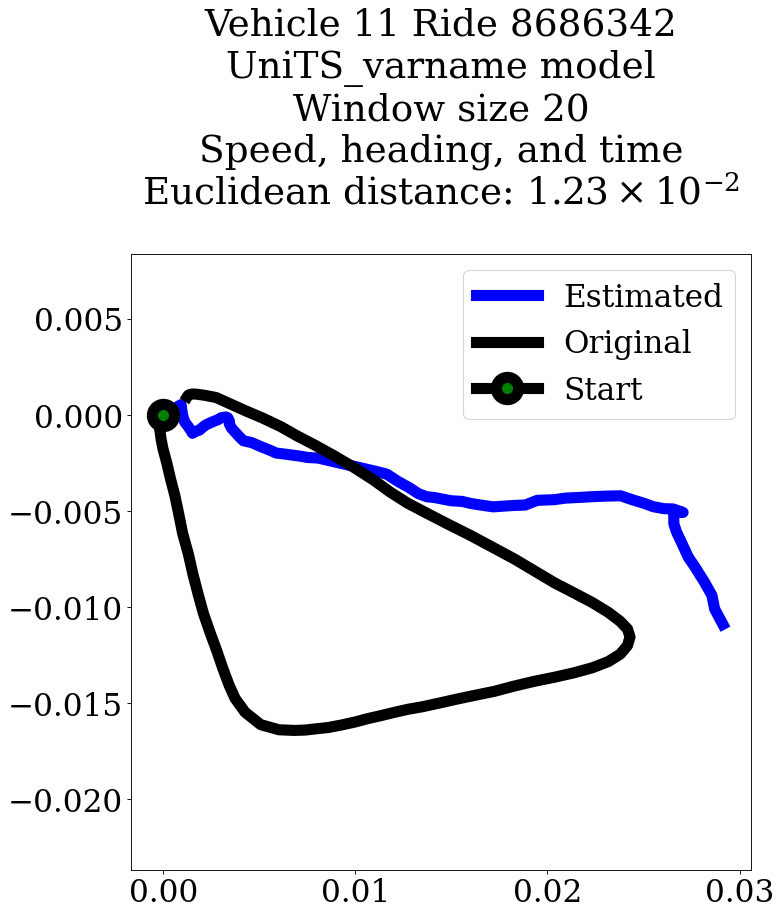 Vehicle 11 Ride 8686342
UniTS_varname model
Window size 20
Speed, heading, and time
Euclidean distance: 1.23 × 10⁻²
Estimated
Original
Start
0.005
0.000
−0.005
−0.010
−0.015
−0.020
0.00 0.01 0.02 0.03